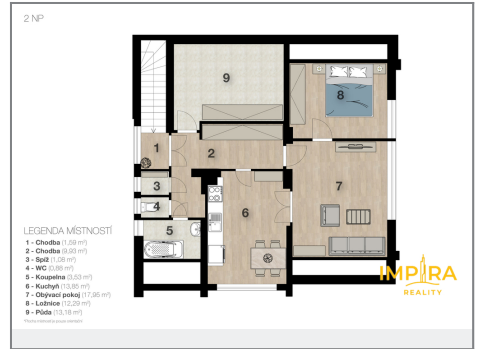 2 NP
9
8
1
2
3
7
4
6
5
LEGENDA MÍSTNOSTÍ
1 - Chodba (1,59 m²)
2 - Chodba (9,93 m²)
3 - Spíž (1,08 m²)
4 - WC (0,88 m²)
5 - Koupelna (3,53 m²)
6 - Kuchyň (13,85 m²)
7 - Obývací pokoj (17,95 m²)
8 - Ložnice (12,29 m²)
9 - Půda (13,18 m²)
IMPIRA
REALITY